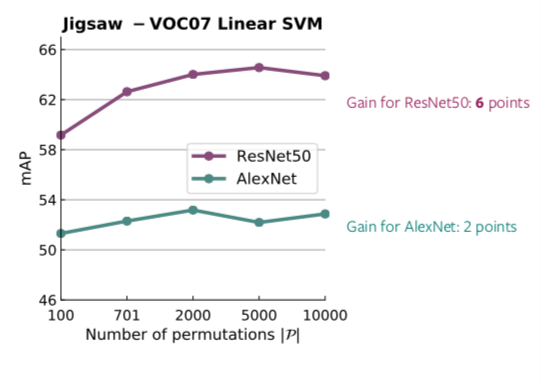 Jigsaw – VOC07 Linear SVM
66
62
58
54
50
46
mAP
ResNet50
AlexNet
100 701 2000 5000 10000
Number of permutations |𝒫|
Gain for ResNet50: 6 points
Gain for AlexNet: 2 points